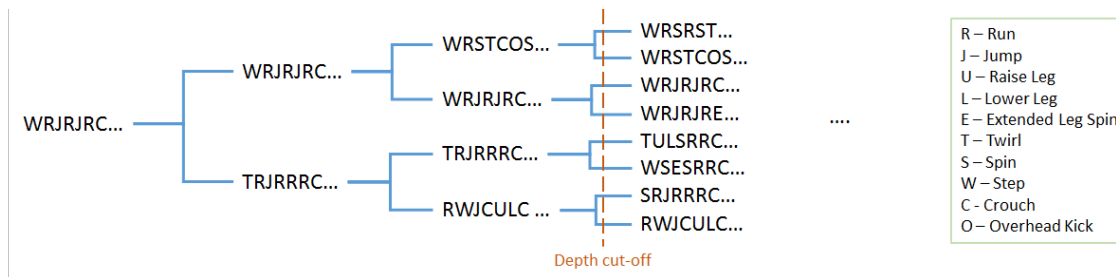 WRJRJRC...
WRJRJRC...
TRJRRRC...
WRSTCOS...
WRJRJRC...
TRJRRRC...
RWJCULC ...
WRSRST...
WRSTCOS...
WRJRJRC...
WRJRJRE...
TULSRRC...
WSESRRC...
SRJRRRC...
RWJCULC...
Depth cut-off
....
R – Run
J – Jump
U – Raise Leg
L – Lower Leg
E – Extended Leg Spin
T – Twirl
S – Spin
W – Step
C - Crouch
O – Overhead Kick